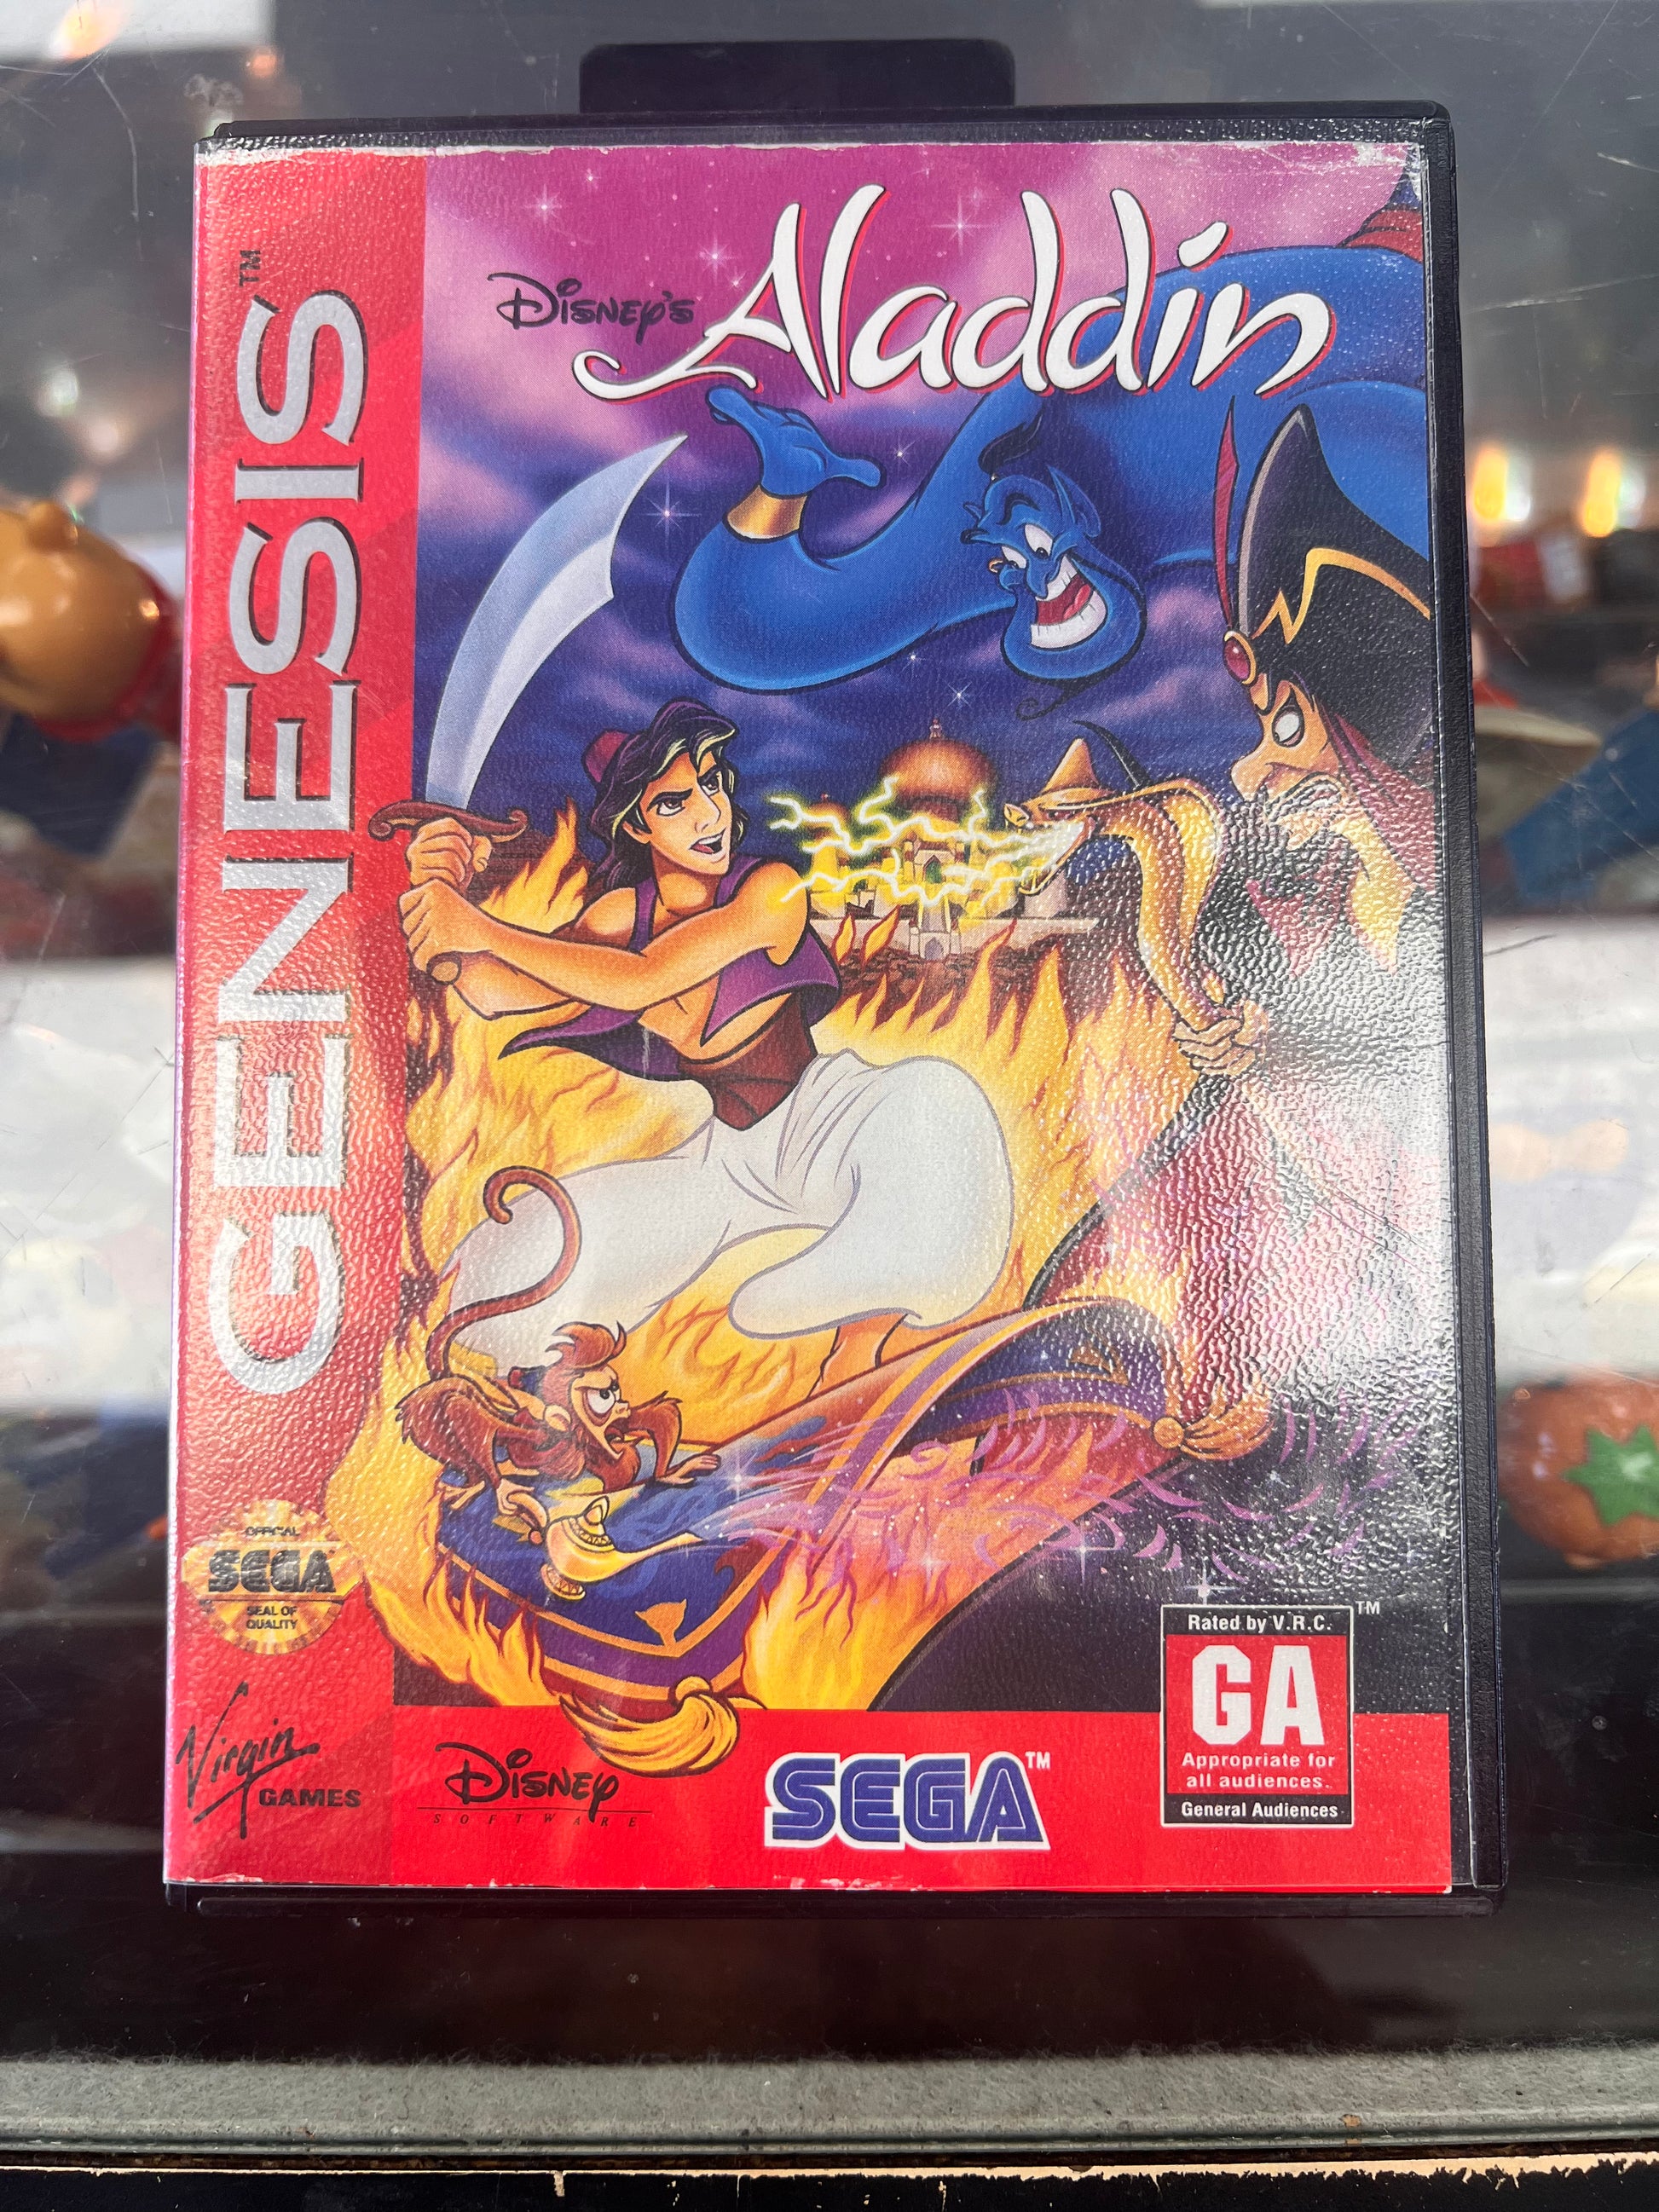 GENESIS™
DISNEY'S
Aladdin
OFFICIAL
SEGA
SEAL OF
QUALITY
Rated by V.R.C.
™
GA
Appropriate for
all audiences.
General Audiences
Virgin
GAMES
DISNEY
SOFTWARE
SEGA™